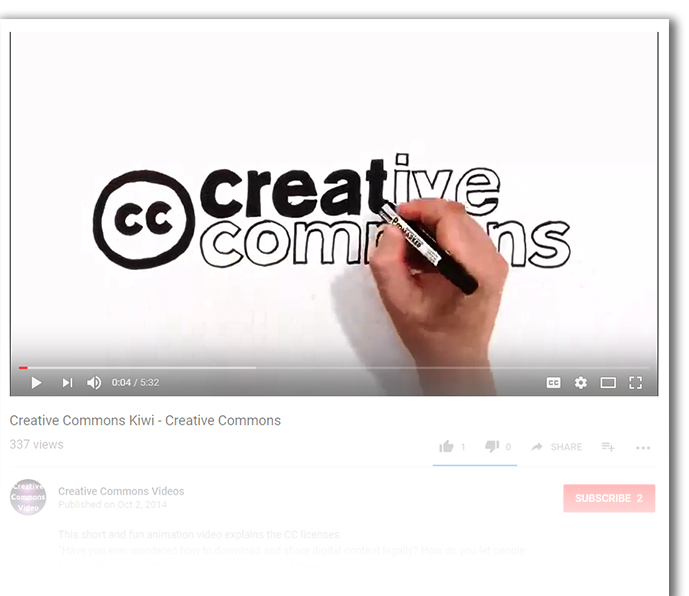 cc creative
commons
0:04 / 5:32
CC
Creative Commons Kiwi - Creative Commons
337 views
1 0 SHARE
Creative
Commons
Video
Creative Commons Videos
Published on Oct 2, 2014
SUBSCRIBE 2
This short and fun animation video explains the CC licenses:
"Have you ever wondered how to download and share digital content legally? How do you let people